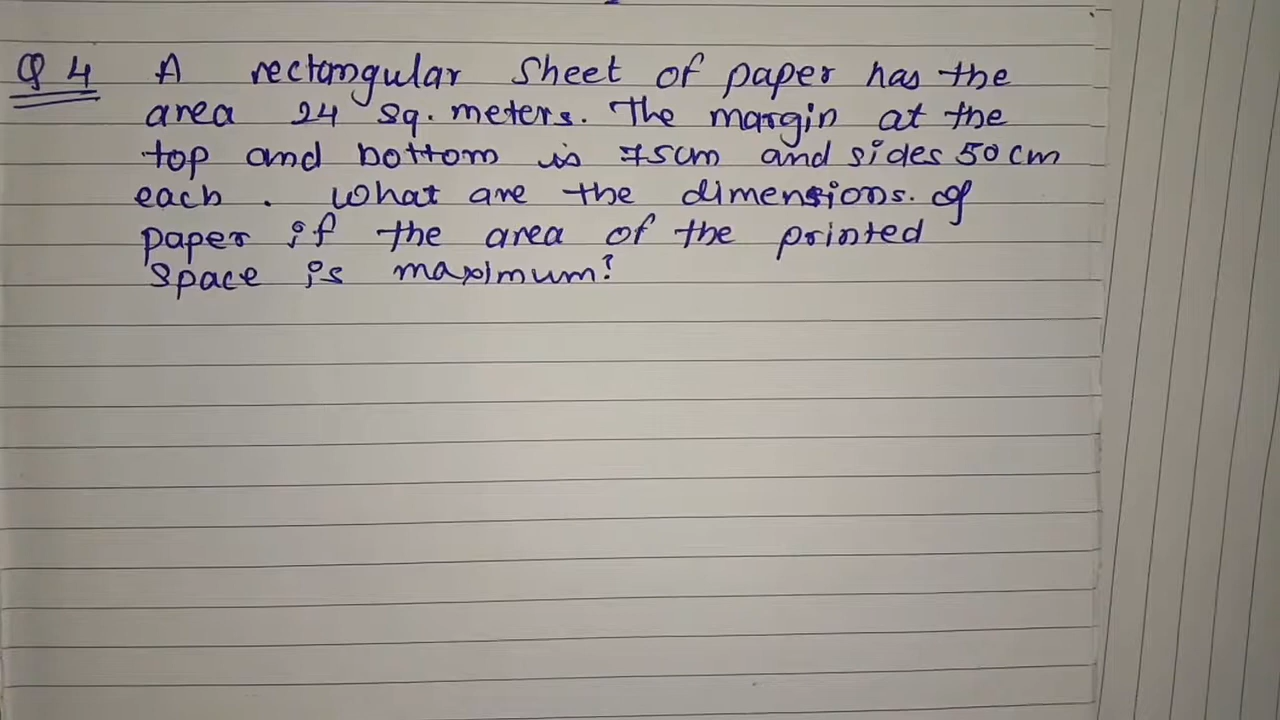 Q 4 A rectangular sheet of paper has the
area 24 sq. meters. The margin at the
top and bottom is 75cm and sides 50 cm
each. What are the dimensions. of
paper if the area of the printed
space is maximum?